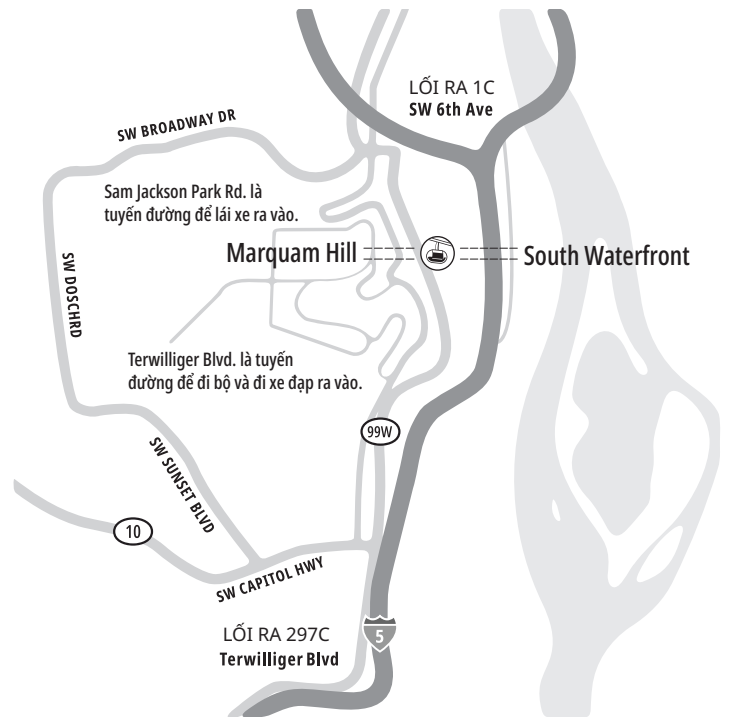 LỐI RA 1C
SW 6th Ave
SW BROADWAY DR
Sam Jackson Park Rd. là
tuyến đường để lái xe ra vào.
Marquam Hill
South Waterfront
SW DOSCHRD
Terwilliger Blvd. là tuyến
đường để đi bộ và đi xe đạp ra vào.
99W
SW SUNSET BLVD
10
SW CAPITOL HWY
LỐI RA 297C
Terwilliger Blvd
5